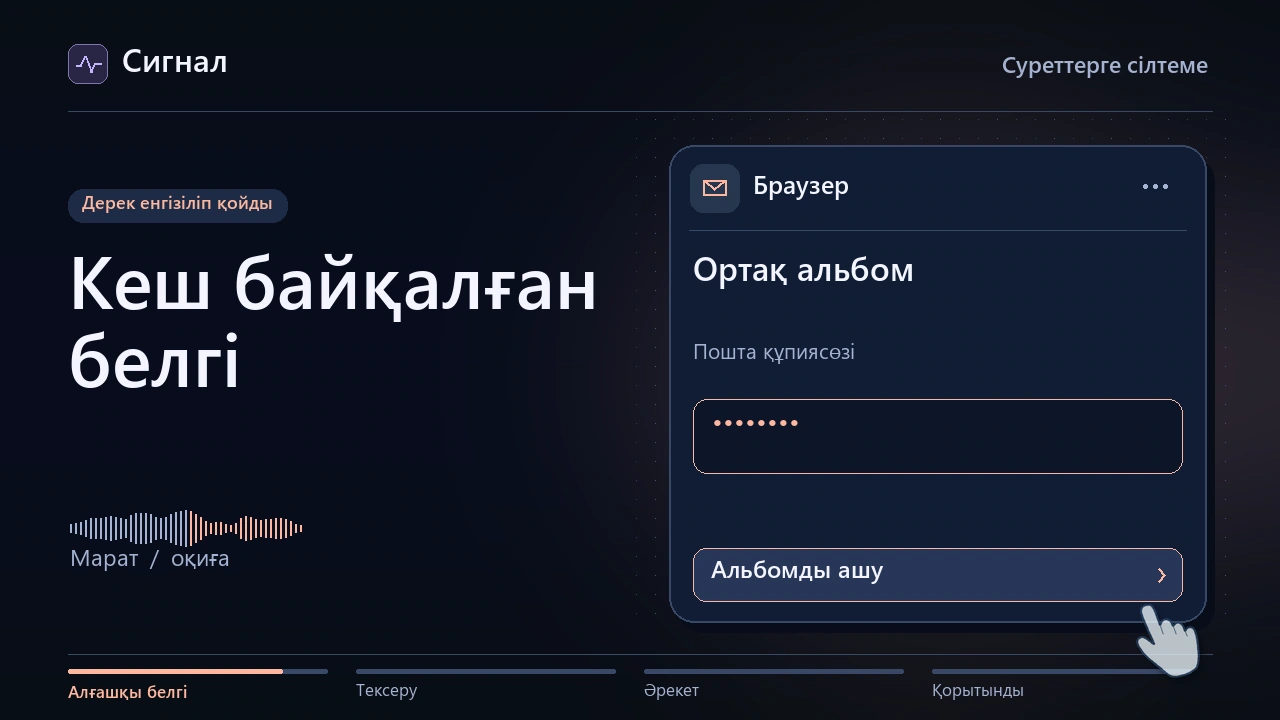 Сигнал
Суреттерге сілтеме
Дерек енгізіліп қойды
Кеш байқалған
белгі
Марат / оқиға
Браузер
Ортақ альбом
Пошта құпиясөзі
••••••••
Альбомды ашу
Алғашқы белгі
Тексеру
Әрекет
Қорытынды